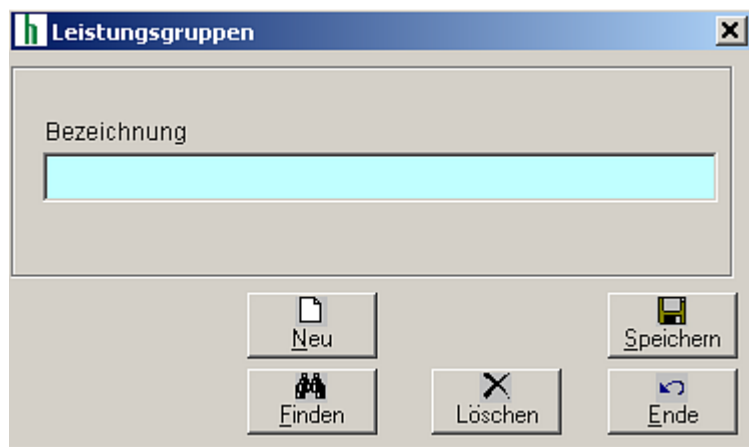 h Leistungsgruppen
Bezeichnung
Neu
Speichern
Finden
Löschen
Ende